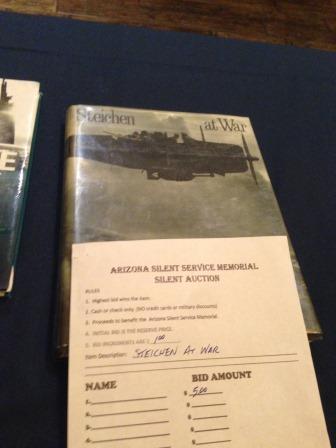 Steichen at War
E
ARIZONA SILENT SERVICE MEMORIAL
SILENT AUCTION
RULES
1. Highest bid wins the item.
2. Cash or check only (NO credit cards or military discounts)
3. Proceeds to benefit the Arizona Silent Service Memorial.
4. INITIAL BID IS THE RESERVE PRICE.
5. BID INCREMENTS ARE $ 1.00
Item Description: STEICHEN AT WAR
NAME BID AMOUNT
1. $ 5.00
2. $
3. $
4. $